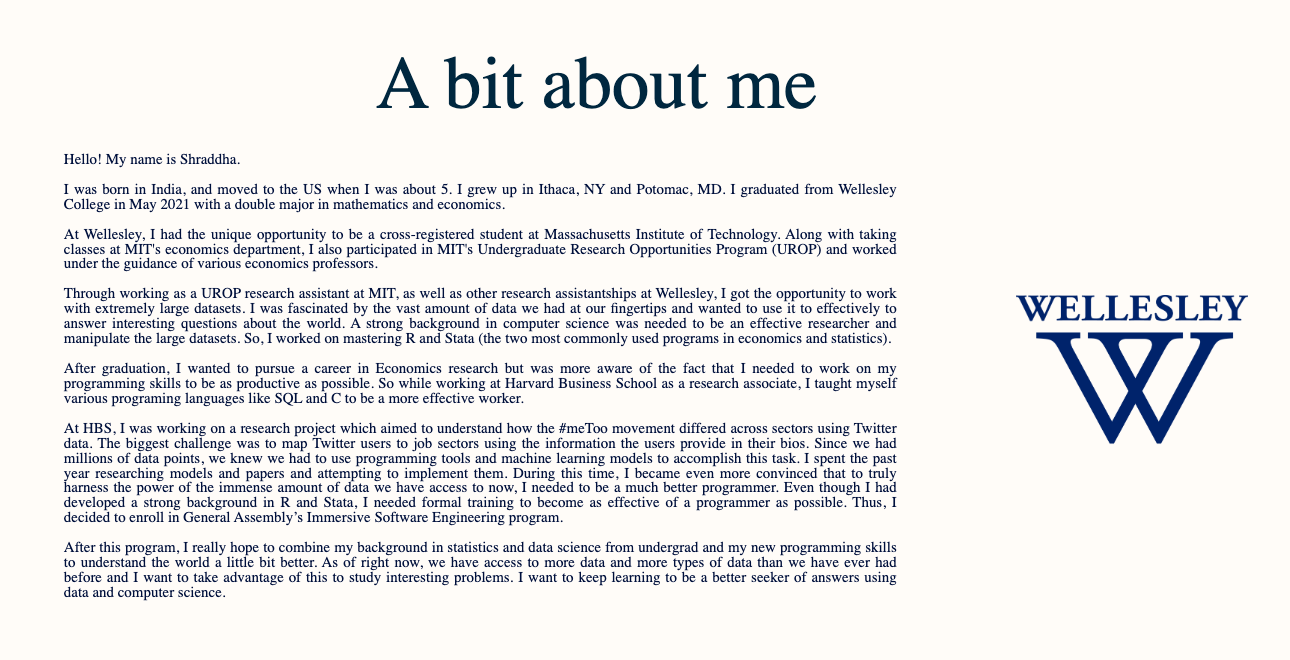 A bit about me
Hello! My name is Shraddha.
I was born in India, and moved to the US when I was about 5. I grew up in Ithaca, NY and Potomac, MD. I graduated from Wellesley
College in May 2021 with a double major in mathematics and economics.
At Wellesley, I had the unique opportunity to be a cross-registered student at Massachusetts Institute of Technology. Along with taking
classes at MIT's economics department, I also participated in MIT's Undergraduate Research Opportunities Program (UROP) and worked
under the guidance of various economics professors.
Through working as a UROP research assistant at MIT, as well as other research assistantships at Wellesley, I got the opportunity to work
with extremely large datasets. I was fascinated by the vast amount of data we had at our fingertips and wanted to use it to effectively to
answer interesting questions about the world. A strong background in computer science was needed to be an effective researcher and
manipulate the large datasets. So, I worked on mastering R and Stata (the two most commonly used programs in economics and statistics).
After graduation, I wanted to pursue a career in Economics research but was more aware of the fact that I needed to work on my
programming skills to be as productive as possible. So while working at Harvard Business School as a research associate, I taught myself
various programing languages like SQL and C to be a more effective worker.
At HBS, I was working on a research project which aimed to understand how the #meToo movement differed across sectors using Twitter
data. The biggest challenge was to map Twitter users to job sectors using the information the users provide in their bios. Since we had
millions of data points, we knew we had to use programming tools and machine learning models to accomplish this task. I spent the past
year researching models and papers and attempting to implement them. During this time, I became even more convinced that to truly
harness the power of the immense amount of data we have access to now, I needed to be a much better programmer. Even though I had
developed a strong background in R and Stata, I needed formal training to become as effective of a programmer as possible. Thus, I
decided to enroll in General Assembly’s Immersive Software Engineering program.
After this program, I really hope to combine my background in statistics and data science from undergrad and my new programming skills
to understand the world a little bit better. As of right now, we have access to more data and more types of data than we have ever had
before and I want to take advantage of this to study interesting problems. I want to keep learning to be a better seeker of answers using
data and computer science.
WELLESLEY
W